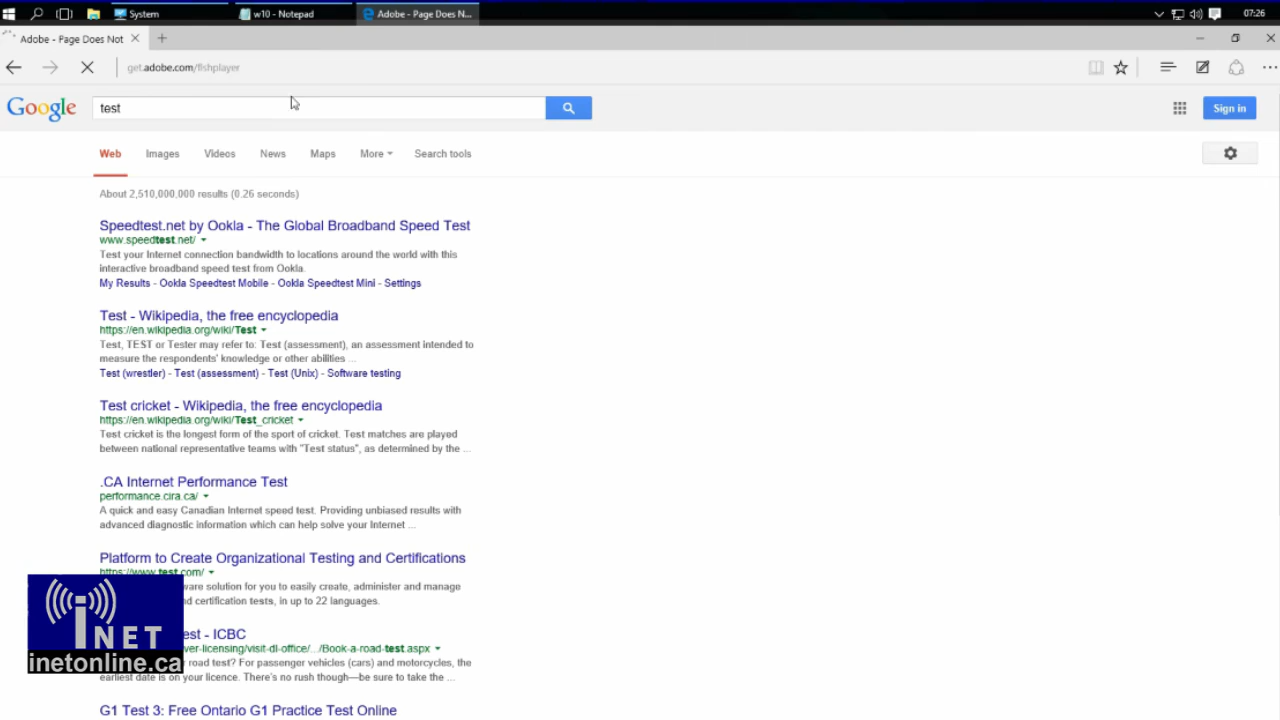 System
w10 - Notepad
Adobe - Page Does N...
07:26
Adobe - Page Does Not
get.adobe.com/flshplayer
Google
test
Sign in
Web
Images
Videos
News
Maps
More
Search tools
About 2,510,000,000 results (0.26 seconds)
Speedtest.net by Ookla - The Global Broadband Speed Test
www.speedtest.net/
Test your Internet connection bandwidth to locations around the world with this
interactive broadband speed test from Ookla.
My Results - Ookla Speedtest Mobile - Ookla Speedtest Mini - Settings
Test - Wikipedia, the free encyclopedia
https://en.wikipedia.org/wiki/Test
Test, TEST or Tester may refer to: Test (assessment), an assessment intended to
measure the respondents' knowledge or other abilities ...
Test (wrestler) - Test (assessment) - Test (Unix) - Software testing
Test cricket - Wikipedia, the free encyclopedia
https://en.wikipedia.org/wiki/Test_cricket
Test cricket is the longest form of the sport of cricket. Test matches are played
between national representative teams with "Test status", as determined by the ...
.CA Internet Performance Test
performance.cira.ca/
A quick and easy Canadian Internet speed test. Providing unbiased results with
advanced diagnostic information which can help solve your Internet ...
Platform to Create Organizational Testing and Certifications
https://www.test.com/
ware solution for you to easily create, administer and manage
nd certification tests, in up to 22 languages.
est - ICBC
ver-licensing/visit-dl-office/.../Book-a-road-test.aspx
road test? For passenger vehicles (cars) and motorcycles, the
earliest date is on your licence. There's no rush though—be sure to take the ...
G1 Test 3: Free Ontario G1 Practice Test Online
iNET
inetonline.ca